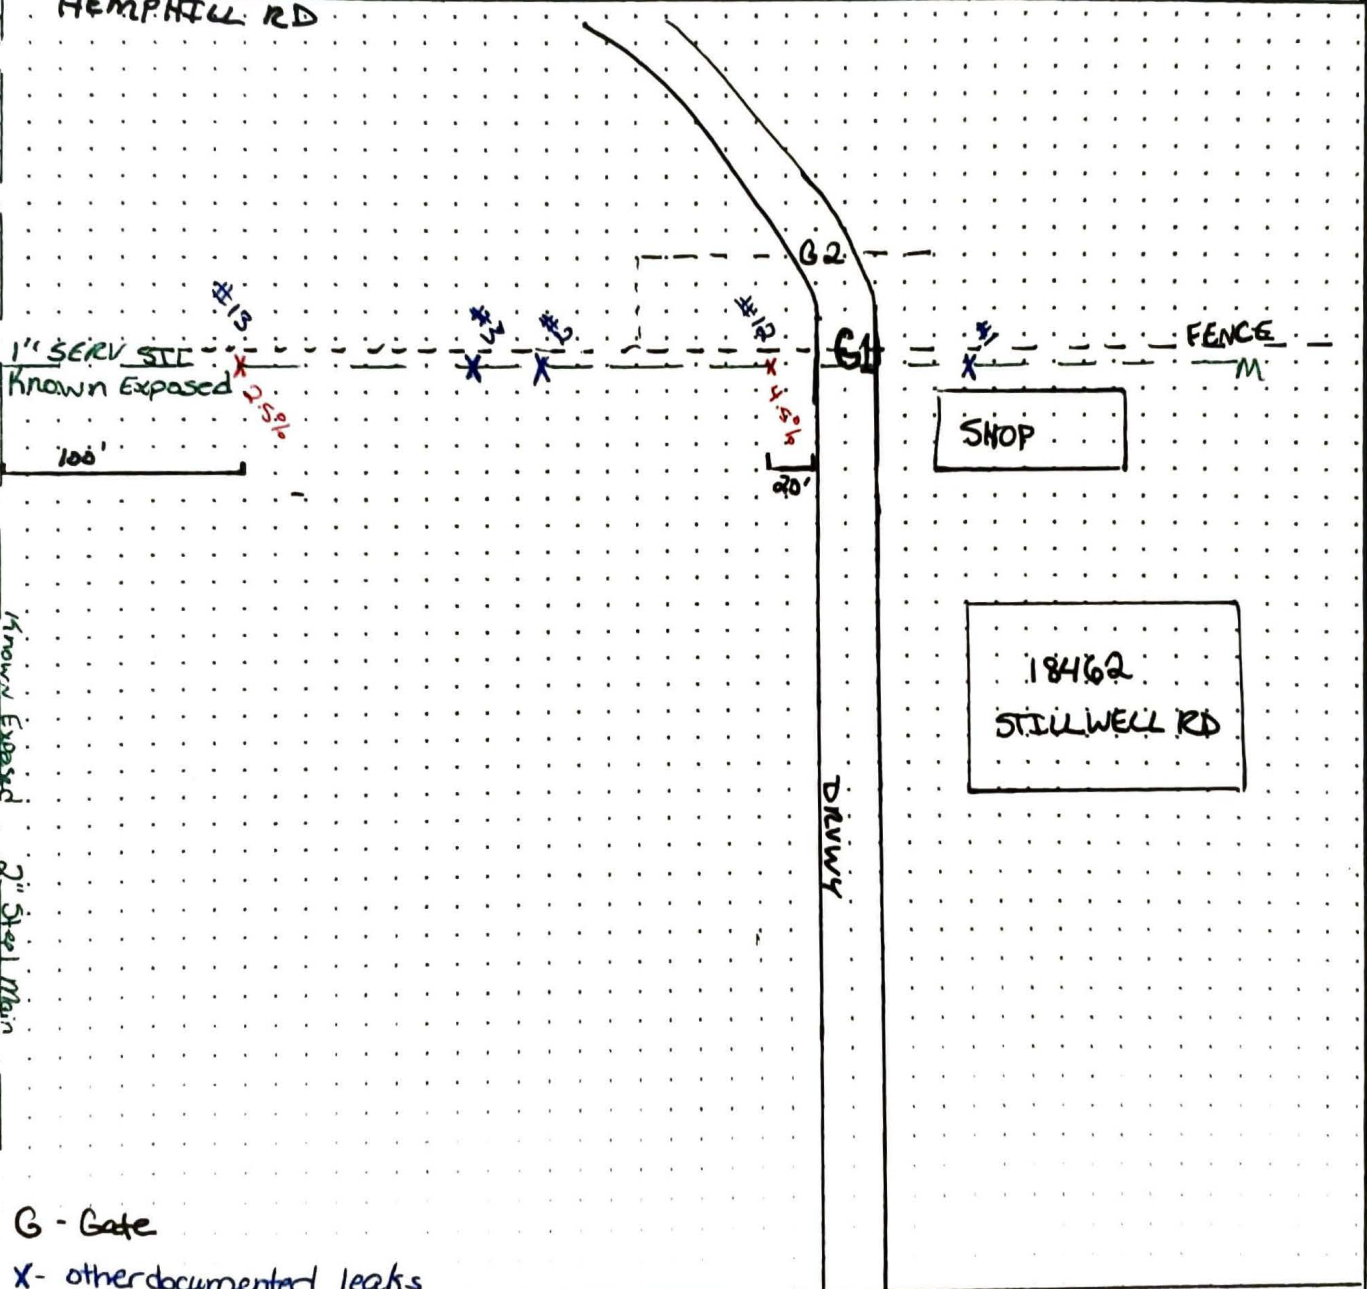 HEMPHILL RD
G2
#13
#3
#2
#12
G1
#1
FENCE
1" SERV STL
Known Exposed
2.5%
4.5%
M
SHOP
100'
20'
18462
STILLWELL RD
Known Exposed 2" Steel Main
DRVWY
G - Gate
X - other documented leaks